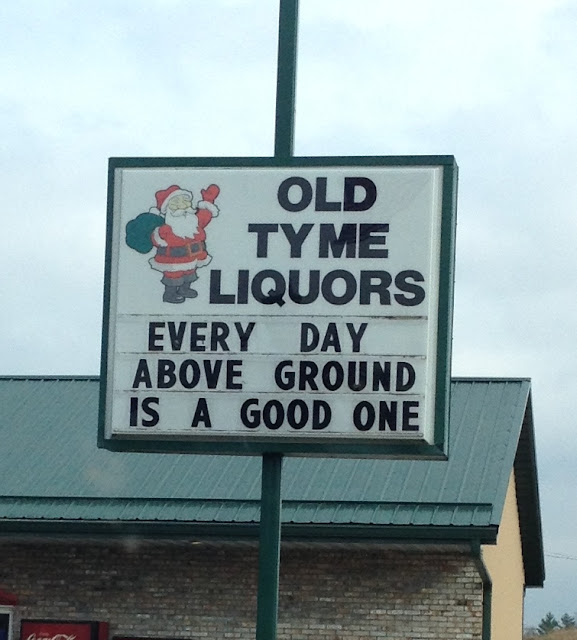 OLD
TYME
LIQUORS
EVERY DAY
ABOVE GROUND
IS A GOOD ONE